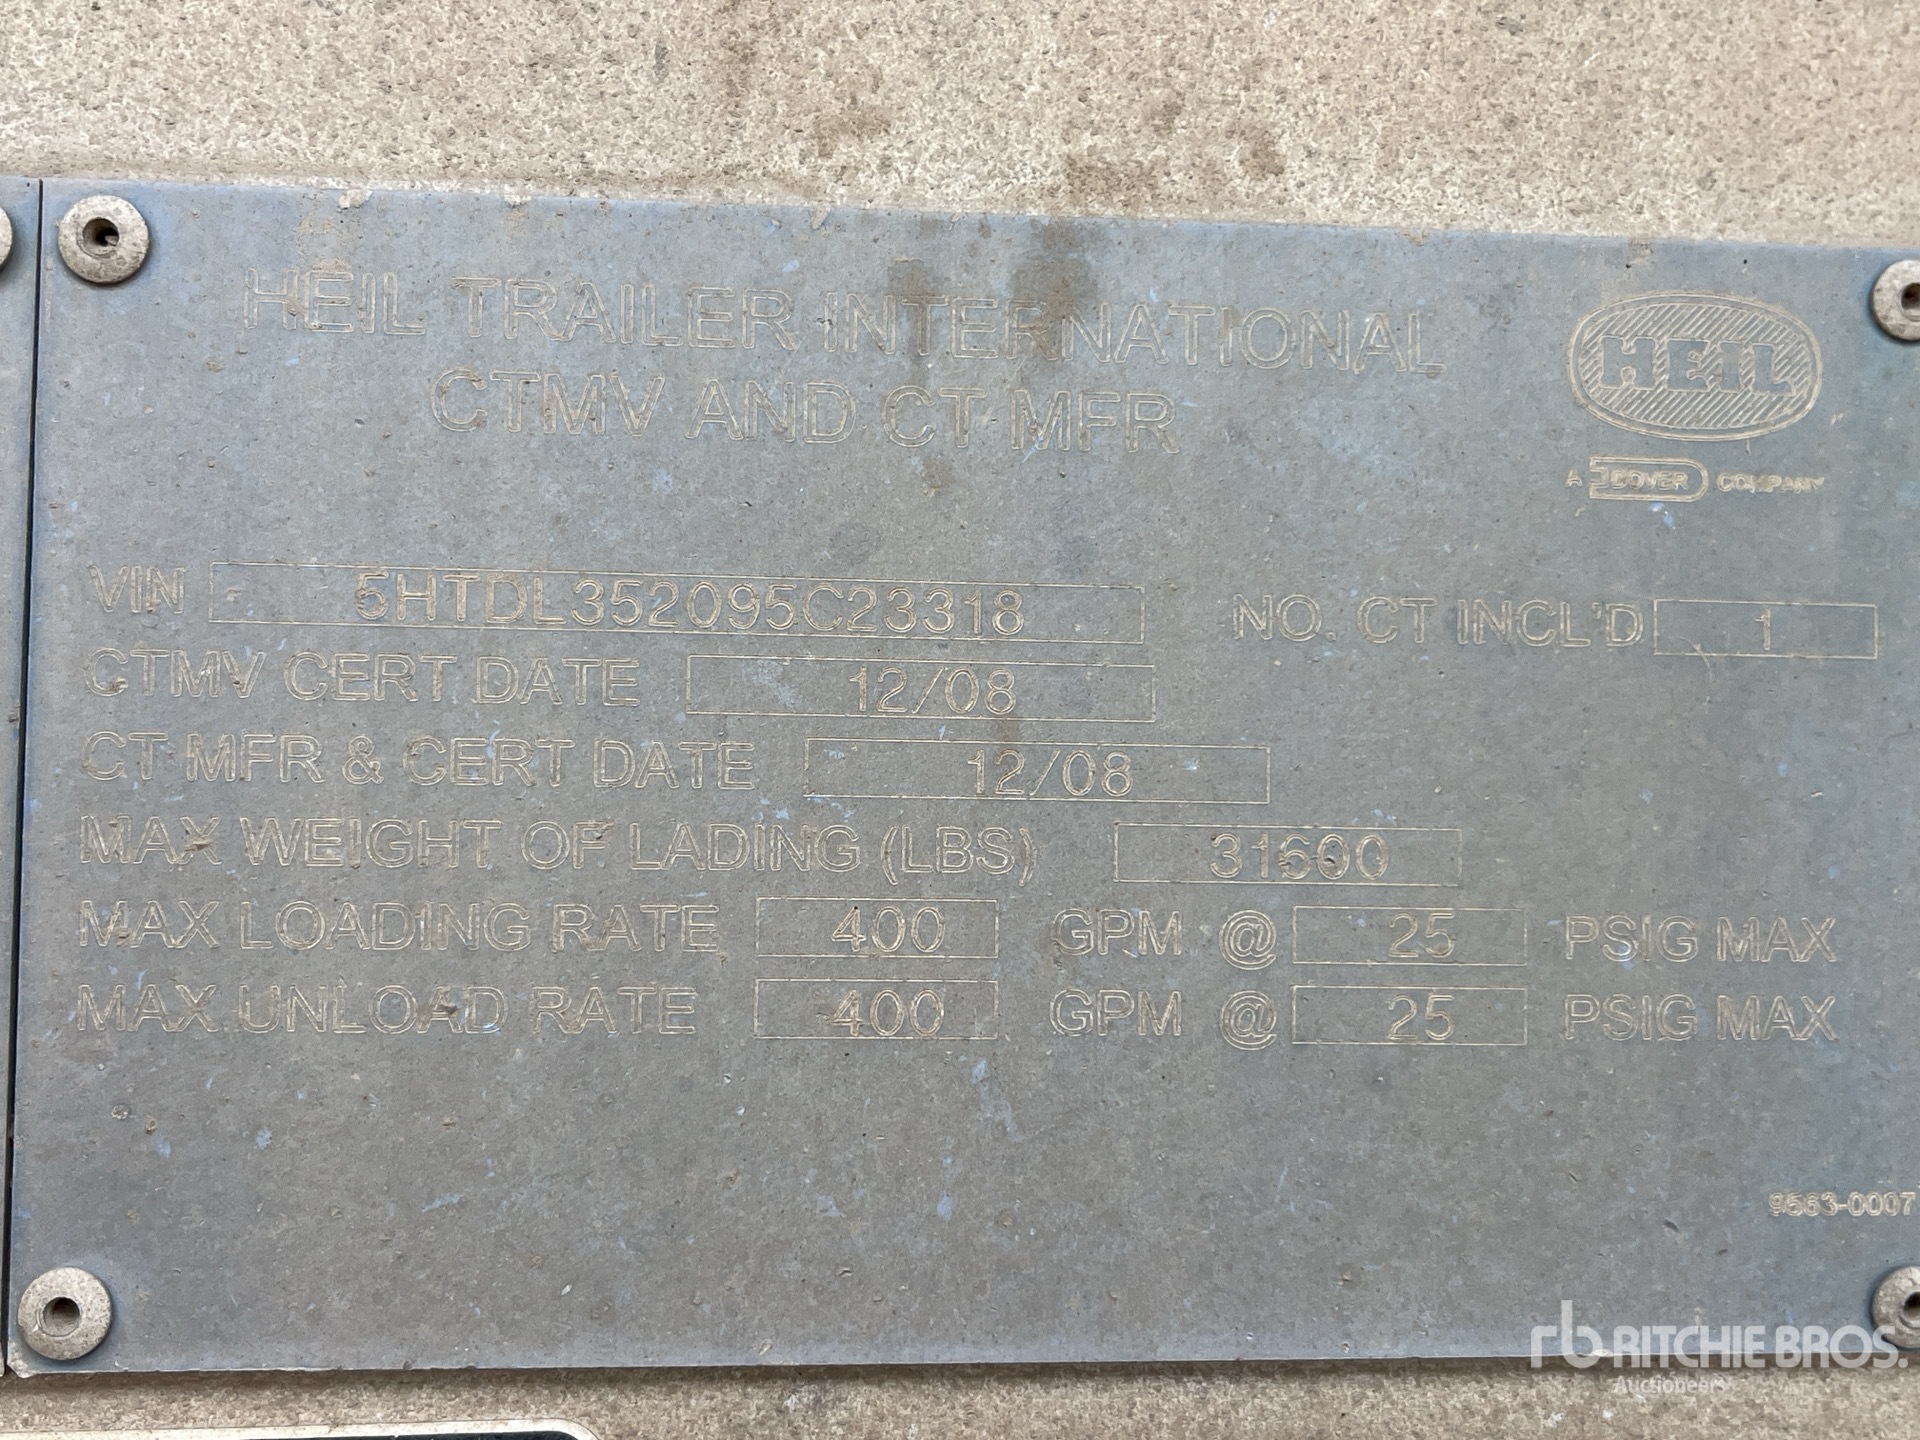 HEIL TRAILER INTERNATIONAL
CTMV AND CT MFR
HEIL
A DOVER COMPANY
VIN 5HTDL352095C23318 NO. CT INCL'D 1
CTMV CERT DATE 12/08
CT MFR & CERT DATE 12/08
MAX WEIGHT OF LADING (LBS) 31600
MAX LOADING RATE 400 GPM @ 25 PSIG MAX
MAX UNLOAD RATE 400 GPM @ 25 PSIG MAX
9563-0007
rb RITCHIE BROS.
Auctioneers